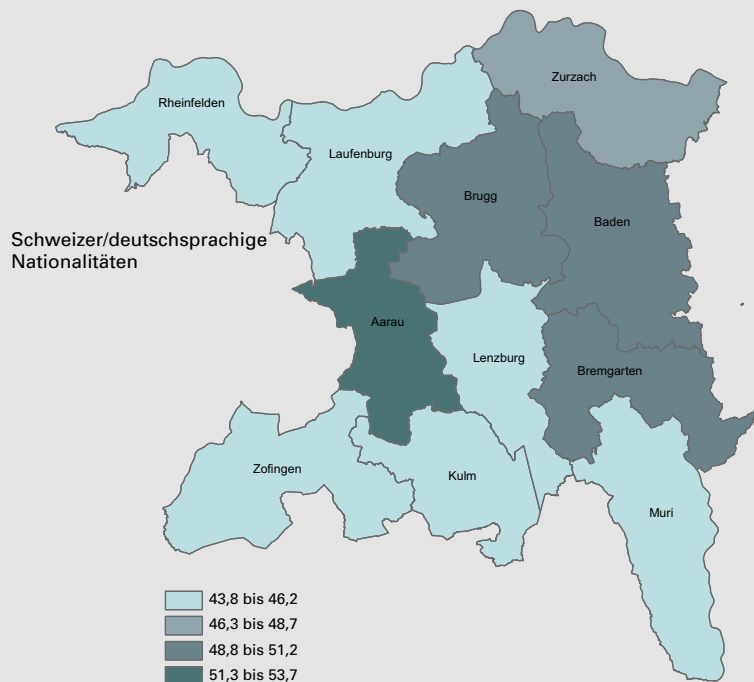 Zurzach
Rheinfelden
Laufenburg
Brugg
Baden
Schweizer/deutschsprachige
Nationalitäten
Aarau
Lenzburg
Bremgarten
Zofingen
Kulm
Muri
43,8 bis 46,2
46,3 bis 48,7
48,8 bis 51,2
51,3 bis 53,7